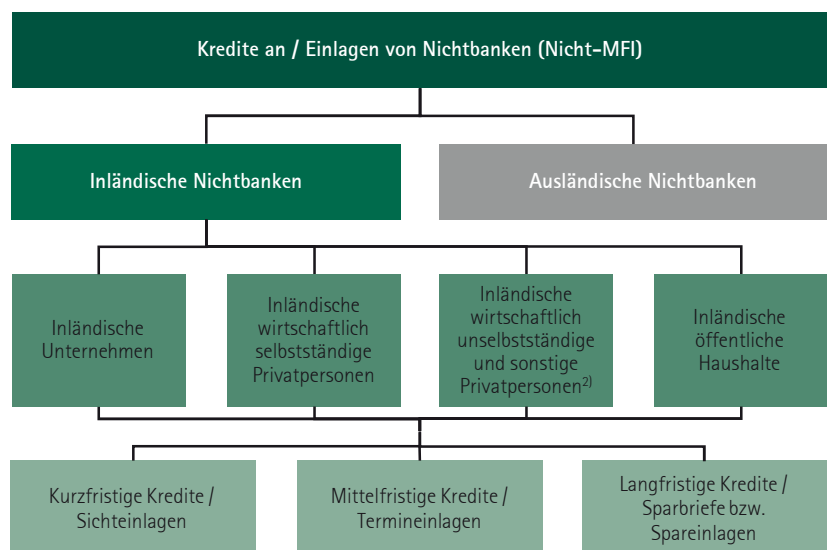 Kredite an / Einlagen von Nichtbanken (Nicht-MFI)
Inländische Nichtbanken
Ausländische Nichtbanken
Inländische
Unternehmen
Inländische
wirtschaftlich
selbstständige
Privatpersonen
Inländische
wirtschaftlich
unselbstständige
und sonstige
Privatpersonen2)
Inländische
öffentliche
Haushalte
Kurzfristige Kredite /
Sichteinlagen
Mittelfristige Kredite /
Termineinlagen
Langfristige Kredite /
Sparbriefe bzw.
Spareinlagen